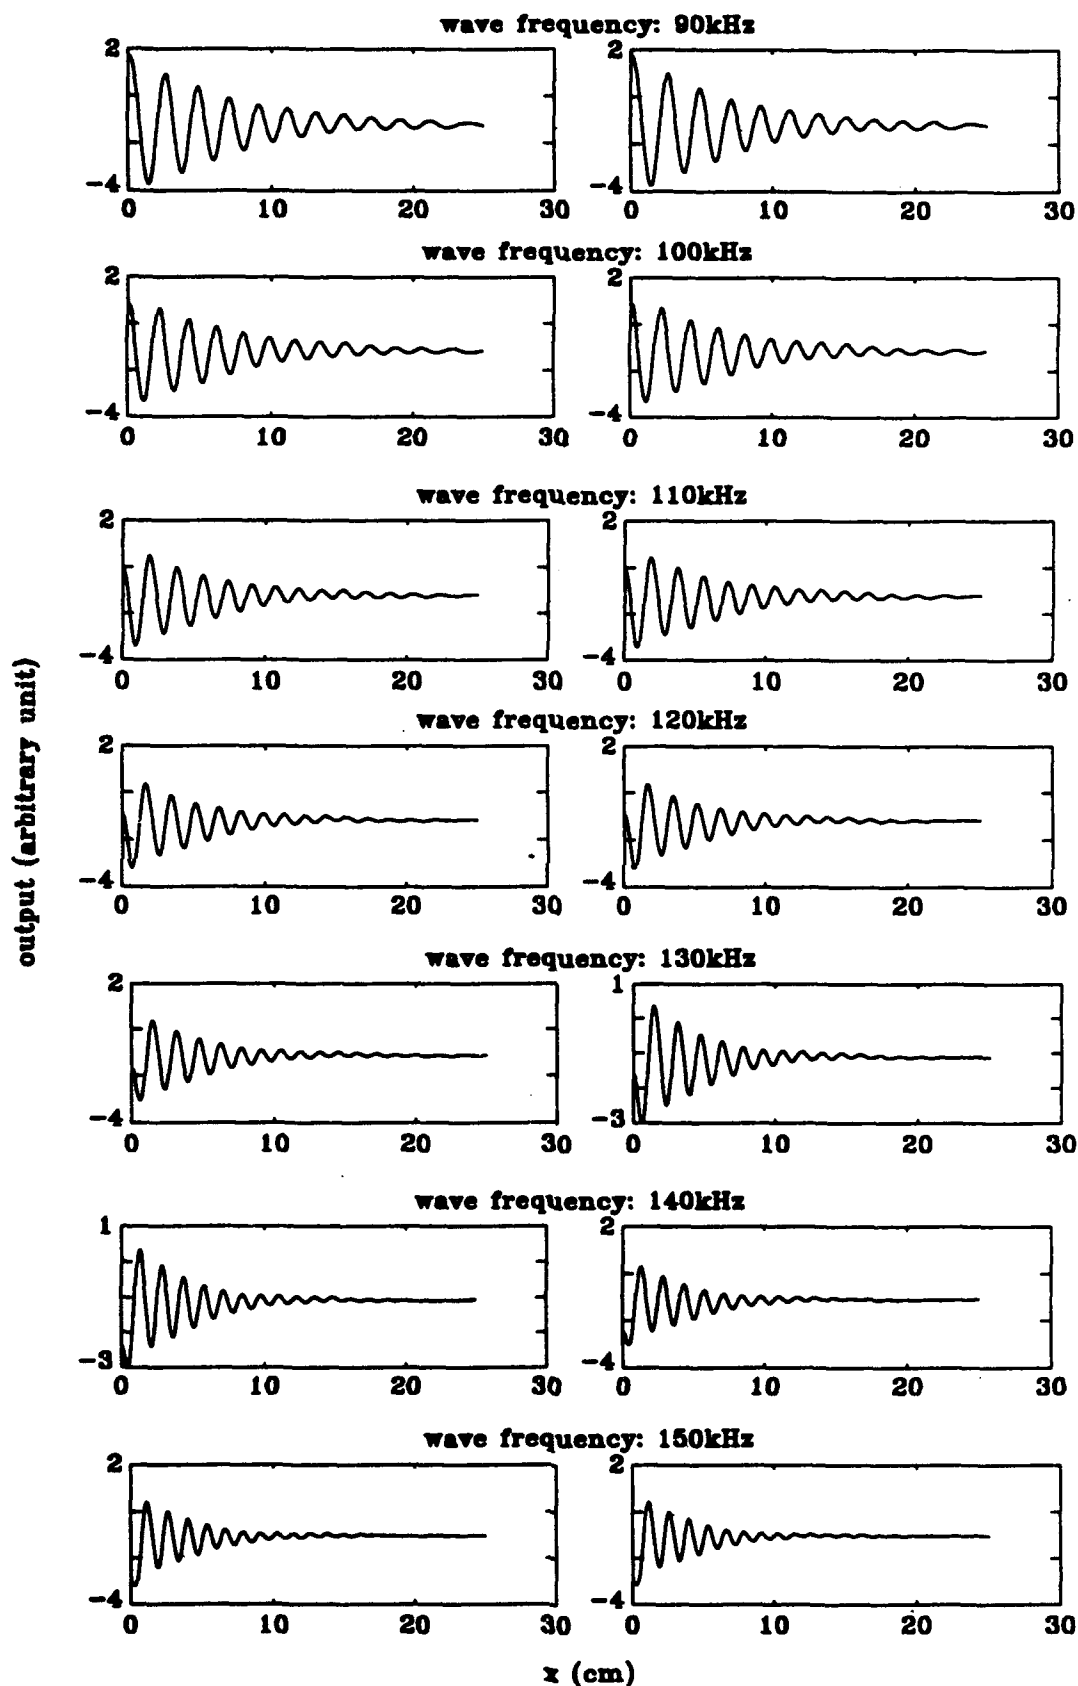 wave frequency: 90kHz
2 2
-4 -4
0 10 20 30 0 10 20 30
wave frequency: 100kHz
2 2
-4 -4
0 10 20 30 0 10 20 30
wave frequency: 110kHz
2 2
-4 -4
0 10 20 30 0 10 20 30
wave frequency: 120kHz
2 2
-4 -4
0 10 20 30 0 10 20 30
output (arbitrary unit)
wave frequency: 130kHz
2 1
-4 -3
0 10 20 30 0 10 20 30
wave frequency: 140kHz
1 2
-3 -4
0 10 20 30 0 10 20 30
wave frequency: 150kHz
2 2
-4 -4
0 10 20 30 0 10 20 30
x (cm)